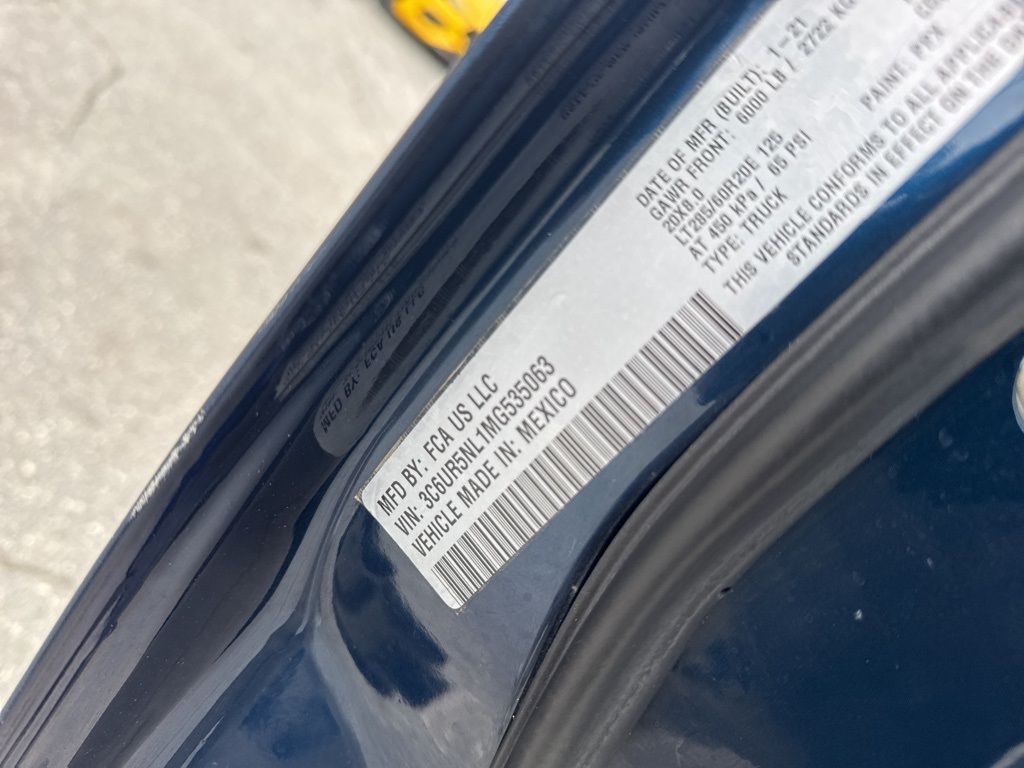 MFD BY: FCA US LLC
VIN: 3C6UR5NL1MG535063
VEHICLE MADE IN: MEXICO
DATE OF MFR (BUILT): 1-21
GAWR FRONT: 6000 LB / 2722 KG
20X8.0
LT285/60R20E 125
AT 450 kPa / 65 PSI
TYPE: TRUCK
PAINT: PPX
THIS VEHICLE CONFORMS TO ALL APPLICAB
STANDARDS IN EFFECT ON THE